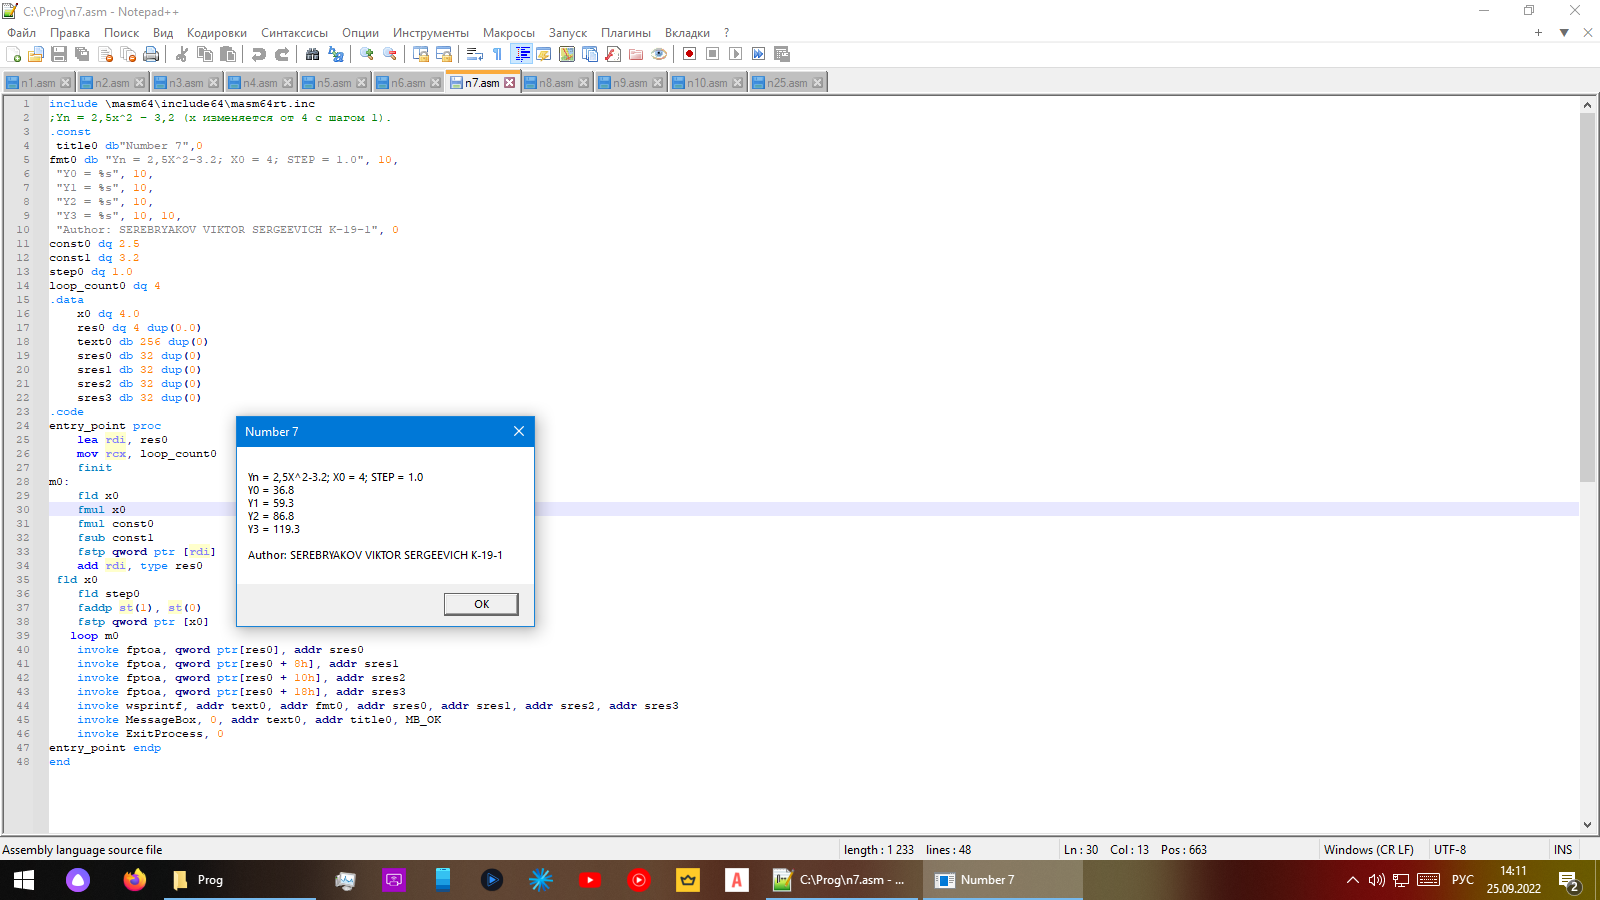 C:\Prog\n7.asm - Notepad++
Файл Правка Поиск Вид Кодировки Синтаксисы Опции Инструменты Макросы Запуск Плагины Вкладки ?
n1.asm n2.asm n3.asm n4.asm n5.asm n6.asm n7.asm n8.asm n9.asm n10.asm n25.asm
1 include \masm64\include64\masm64rt.inc
2 ;Yn = 2,5x^2 - 3,2 (x изменяется от 4 с шагом 1).
3 .const
4 title0 db"Number 7",0
5 fmt0 db "Yn = 2,5X^2-3.2; X0 = 4; STEP = 1.0", 10,
6 "Y0 = %s", 10,
7 "Y1 = %s", 10,
8 "Y2 = %s", 10,
9 "Y3 = %s", 10, 10,
10 "Author: SEREBRYAKOV VIKTOR SERGEEVICH K-19-1", 0
11 const0 dq 2.5
12 const1 dq 3.2
13 step0 dq 1.0
14 loop_count0 dq 4
15 .data
16 x0 dq 4.0
17 res0 dq 4 dup(0.0)
18 text0 db 256 dup(0)
19 sres0 db 32 dup(0)
20 sres1 db 32 dup(0)
21 sres2 db 32 dup(0)
22 sres3 db 32 dup(0)
23 .code
24 entry_point proc
25 lea rdi, res0
26 mov rcx, loop_count0
27 finit
28 m0:
29 fld x0
30 fmul x0
31 fmul const0
32 fsub const1
33 fstp qword ptr [rdi]
34 add rdi, type res0
35 fld x0
36 fld step0
37 faddp st(1), st(0)
38 fstp qword ptr [x0]
39 loop m0
40 invoke fptoa, qword ptr[res0], addr sres0
41 invoke fptoa, qword ptr[res0 + 8h], addr sres1
42 invoke fptoa, qword ptr[res0 + 10h], addr sres2
43 invoke fptoa, qword ptr[res0 + 18h], addr sres3
44 invoke wsprintf, addr text0, addr fmt0, addr sres0, addr sres1, addr sres2, addr sres3
45 invoke MessageBox, 0, addr text0, addr title0, MB_OK
46 invoke ExitProcess, 0
47 entry_point endp
48 end
Number 7
Yn = 2,5X^2-3.2; X0 = 4; STEP = 1.0
Y0 = 36.8
Y1 = 59.3
Y2 = 86.8
Y3 = 119.3
Author: SEREBRYAKOV VIKTOR SERGEEVICH K-19-1
OK
Assembly language source file length : 1 233 lines : 48 Ln : 30 Col : 13 Pos : 663 Windows (CR LF) UTF-8 INS
Prog C:\Prog\n7.asm - ... Number 7 РУС 14:11
25.09.2022 2